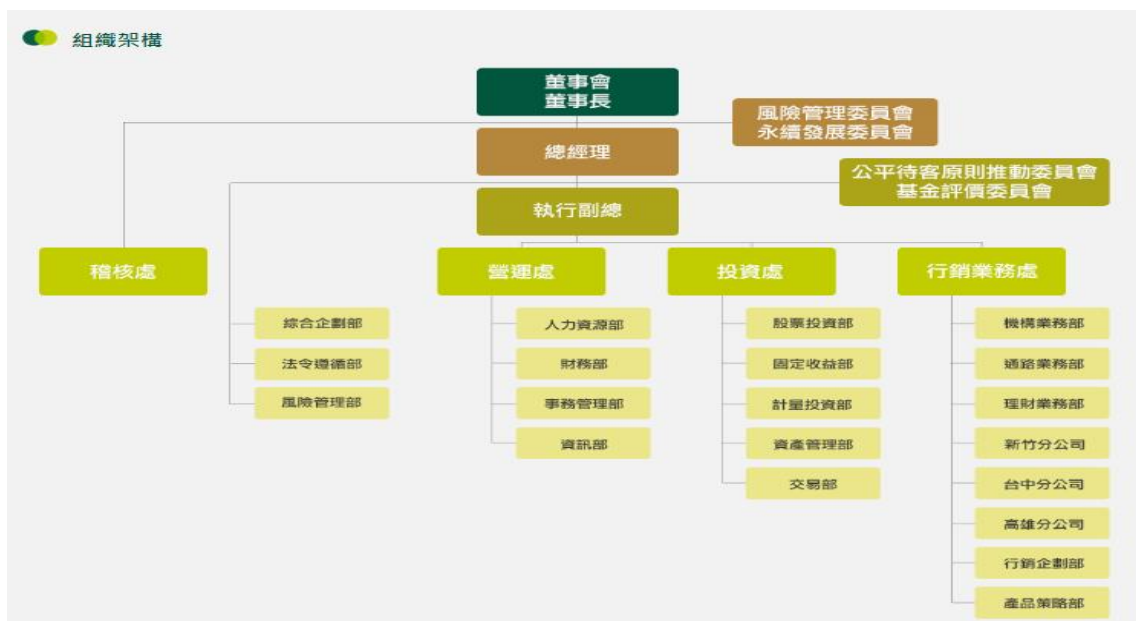 組織架構
董事會
董事長
風險管理委員會
永續發展委員會
總經理
公平待客原則推動委員會
基金評價委員會
執行副總
稽核處
營運處
投資處
行銷業務處
綜合企劃部
法令遵循部
風險管理部
人力資源部
財務部
事務管理部
資訊部
股票投資部
固定收益部
計量投資部
資產管理部
交易部
機構業務部
通路業務部
理財業務部
新竹分公司
台中分公司
高雄分公司
行銷企劃部
產品策略部